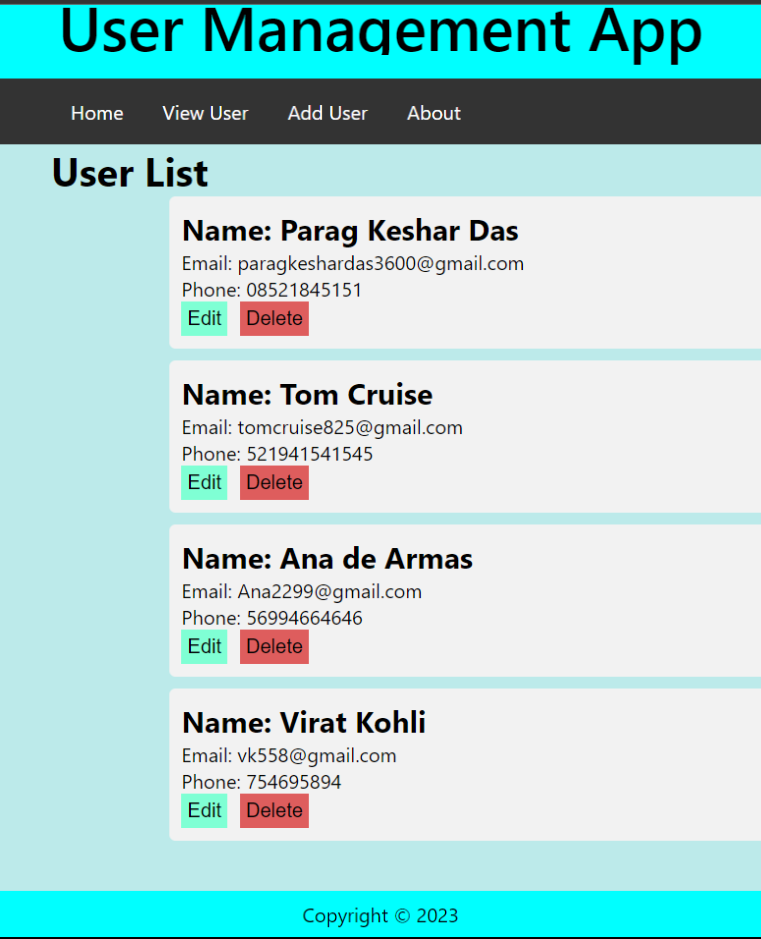 User Management App
Home View User Add User About
User List
Name: Parag Keshar Das
Email: paragkeshardas3600@gmail.com
Phone: 08521845151
Edit Delete
Name: Tom Cruise
Email: tomcruise825@gmail.com
Phone: 521941541545
Edit Delete
Name: Ana de Armas
Email: Ana2299@gmail.com
Phone: 56994664646
Edit Delete
Name: Virat Kohli
Email: vk558@gmail.com
Phone: 754695894
Edit Delete
Copyright © 2023